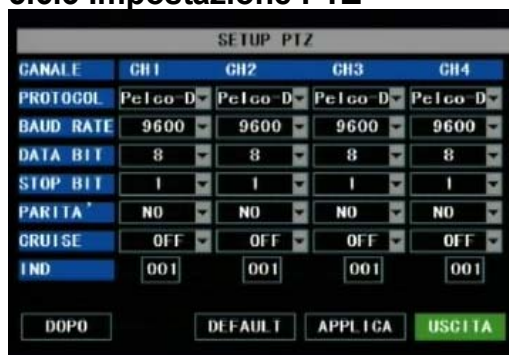 SETUP PTZ
CANALE CH1 CH2 CH3 CH4
PROTOCOL Pelco-D Pelco-D Pelco-D Pelco-D
BAUD RATE 9600 9600 9600 9600
DATA BIT 8 8 8 8
STOP BIT 1 1 1 1
PARITA' NO NO NO NO
CRUISE OFF OFF OFF OFF
IND 001 001 001 001
DOPO DEFAULT APPLICA USCITA